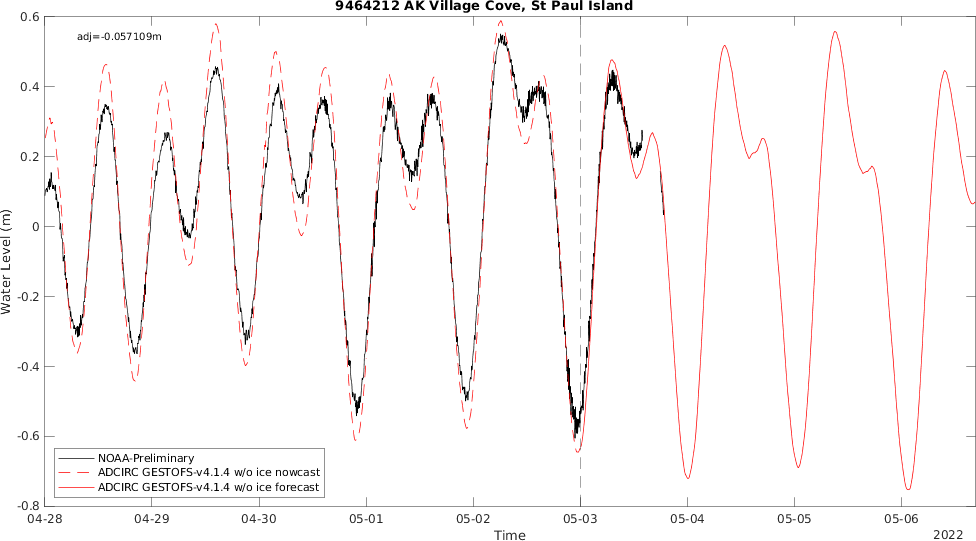 9464212 AK Village Cove, St Paul Island
adj=-0.057109m
0.6
0.4
0.2
0
-0.2
-0.4
-0.6
-0.8
Water Level (m)
NOAA-Preliminary
ADCIRC GESTOFS-v4.1.4 w/o ice nowcast
ADCIRC GESTOFS-v4.1.4 w/o ice forecast
04-28 04-29 04-30 05-01 05-02 05-03 05-04 05-05 05-06
Time
2022